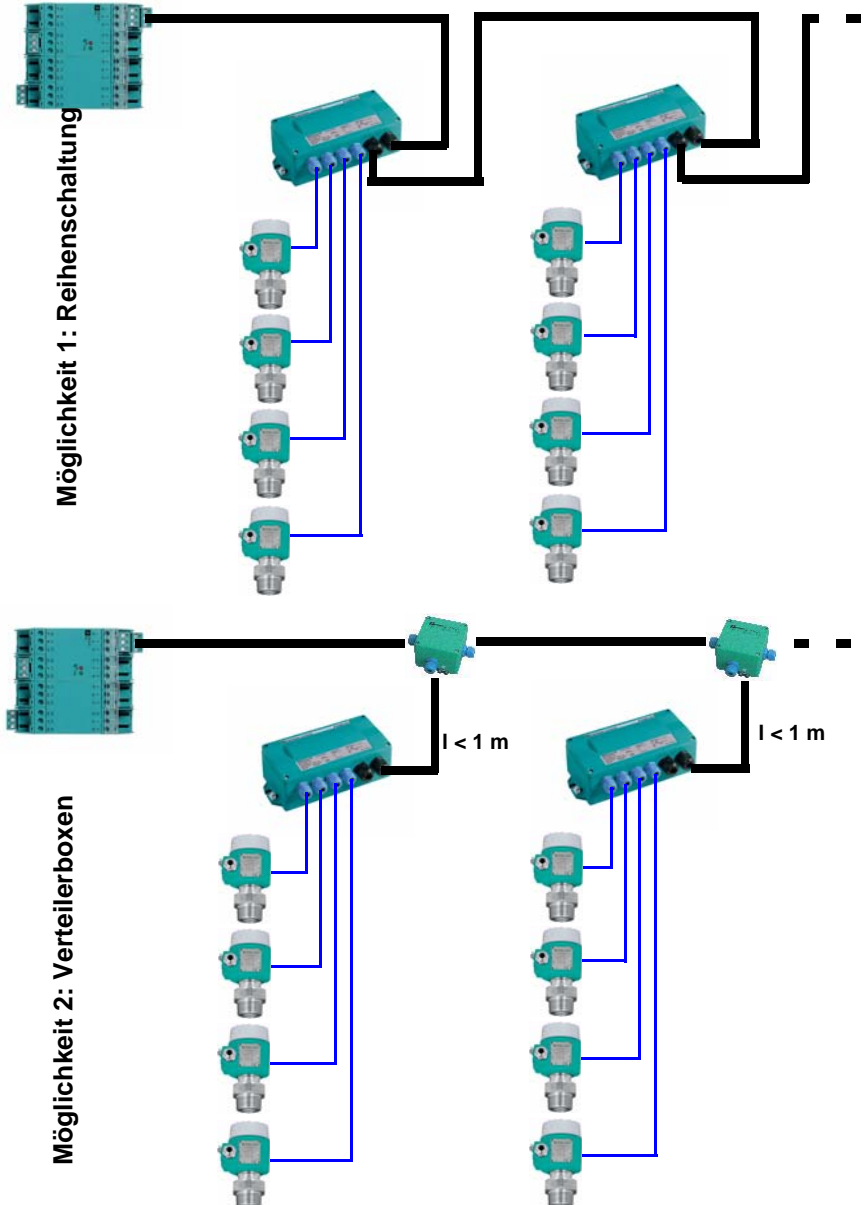 Möglichkeit 1: Reihenschaltung
Möglichkeit 2: Verteilerboxen
l < 1 m
l < 1 m